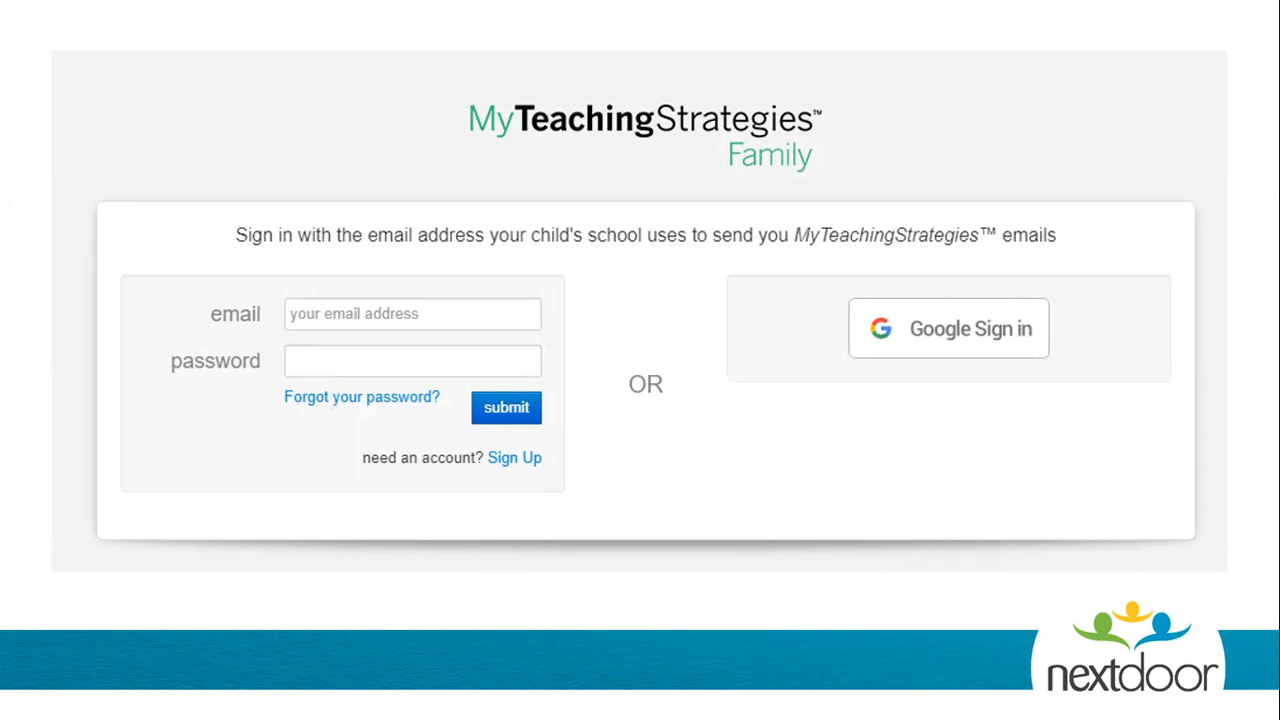 MyTeachingStrategies™
Family
Sign in with the email address your child's school uses to send you MyTeachingStrategies™ emails
email
your email address
password
Forgot your password?
submit
need an account? Sign Up
OR
Google Sign in
nextdoor